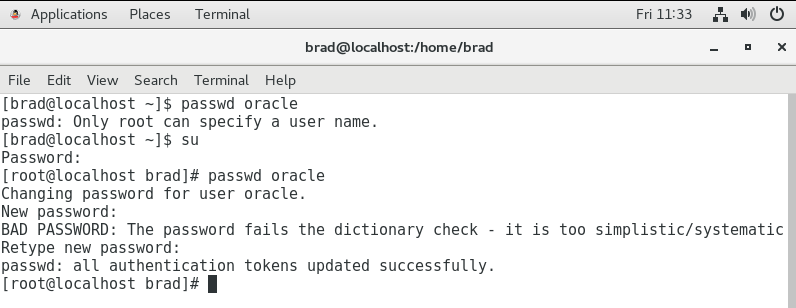 Applications Places Terminal Fri 11:33
brad@localhost:/home/brad
File Edit View Search Terminal Help
[brad@localhost ~]$ passwd oracle
passwd: Only root can specify a user name.
[brad@localhost ~]$ su
Password:
[root@localhost brad]# passwd oracle
Changing password for user oracle.
New password:
BAD PASSWORD: The password fails the dictionary check - it is too simplistic/systematic
Retype new password:
passwd: all authentication tokens updated successfully.
[root@localhost brad]#